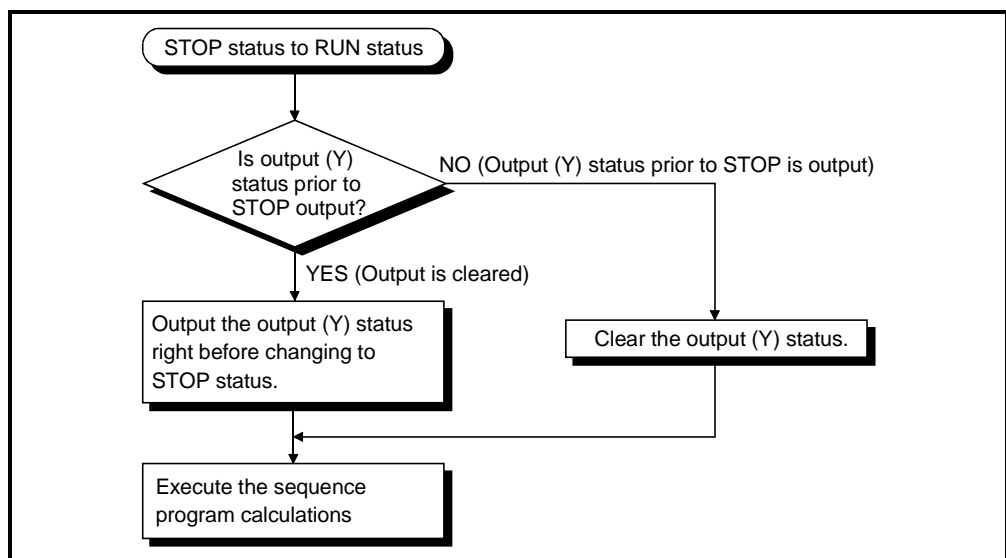 STOP status to RUN status
Is output (Y)
status prior to
STOP output?
NO (Output (Y) status prior to STOP is output)
YES (Output is cleared)
Output the output (Y) status
right before changing to
STOP status.
Clear the output (Y) status.
Execute the sequence
program calculations